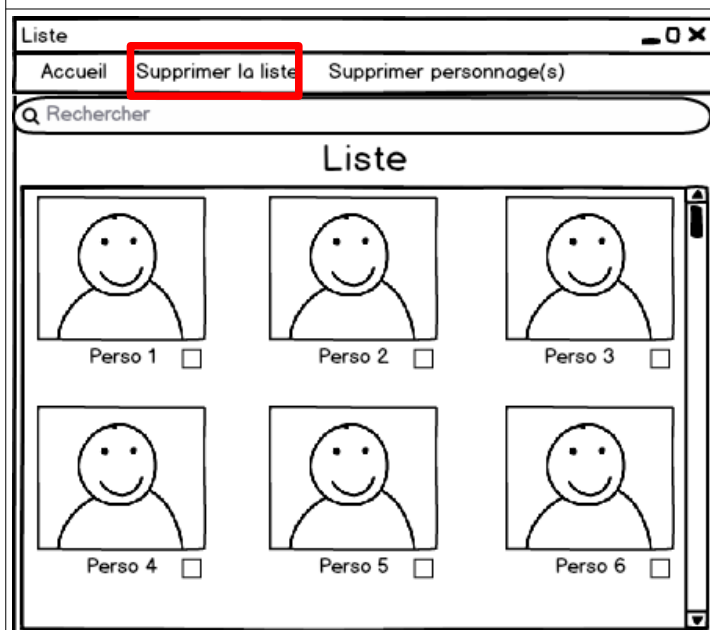 Liste
Accueil Supprimer la liste Supprimer personnage(s)
Rechercher
Liste
Perso 1 Perso 2 Perso 3
Perso 4 Perso 5 Perso 6